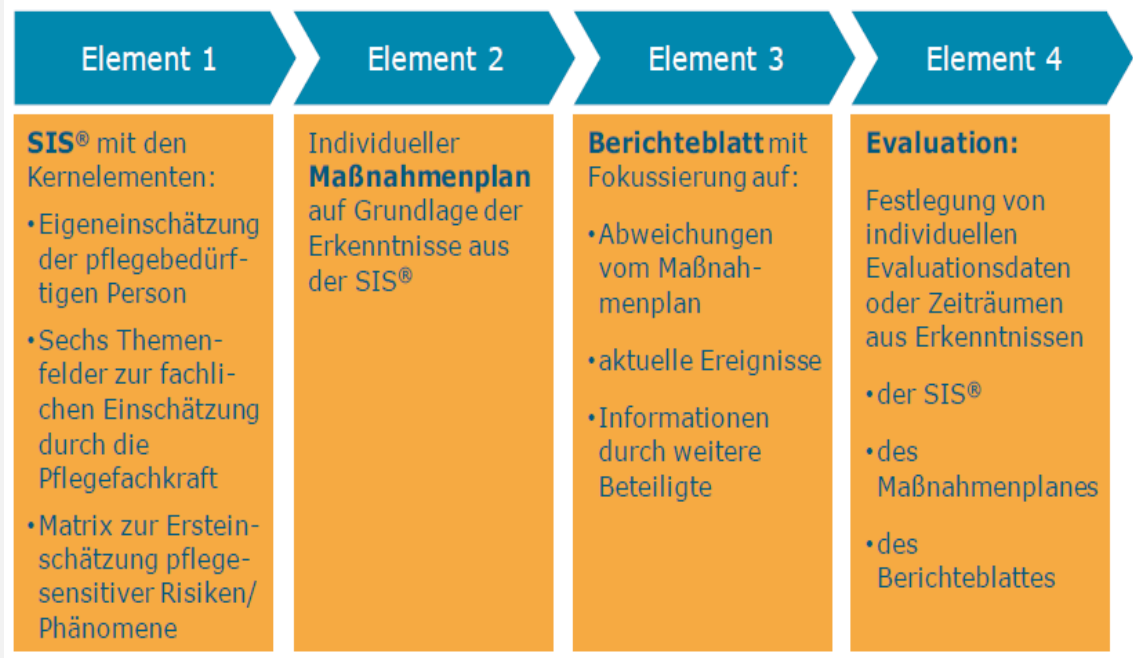 Element 1
Element 2
Element 3
Element 4
SIS® mit den
Kernelementen:
•Eigeneinschätzung
der pflegebedürf-
tigen Person
•Sechs Themen-
felder zur fachli-
chen Einschätzung
durch die
Pflegefachkraft
•Matrix zur Erstein-
schätzung pflege-
sensitiver Risiken/
Phänomene
Individueller
Maßnahmenplan
auf Grundlage der
Erkenntnisse aus
der SIS®
Berichteblatt mit
Fokussierung auf:
•Abweichungen
vom Maßnah-
menplan
•aktuelle Ereignisse
•Informationen
durch weitere
Beteiligte
Evaluation:
Festlegung von
individuellen
Evaluationsdaten
oder Zeiträumen
aus Erkenntnissen
•der SIS®
•des
Maßnahmenplanes
•des
Berichteblattes